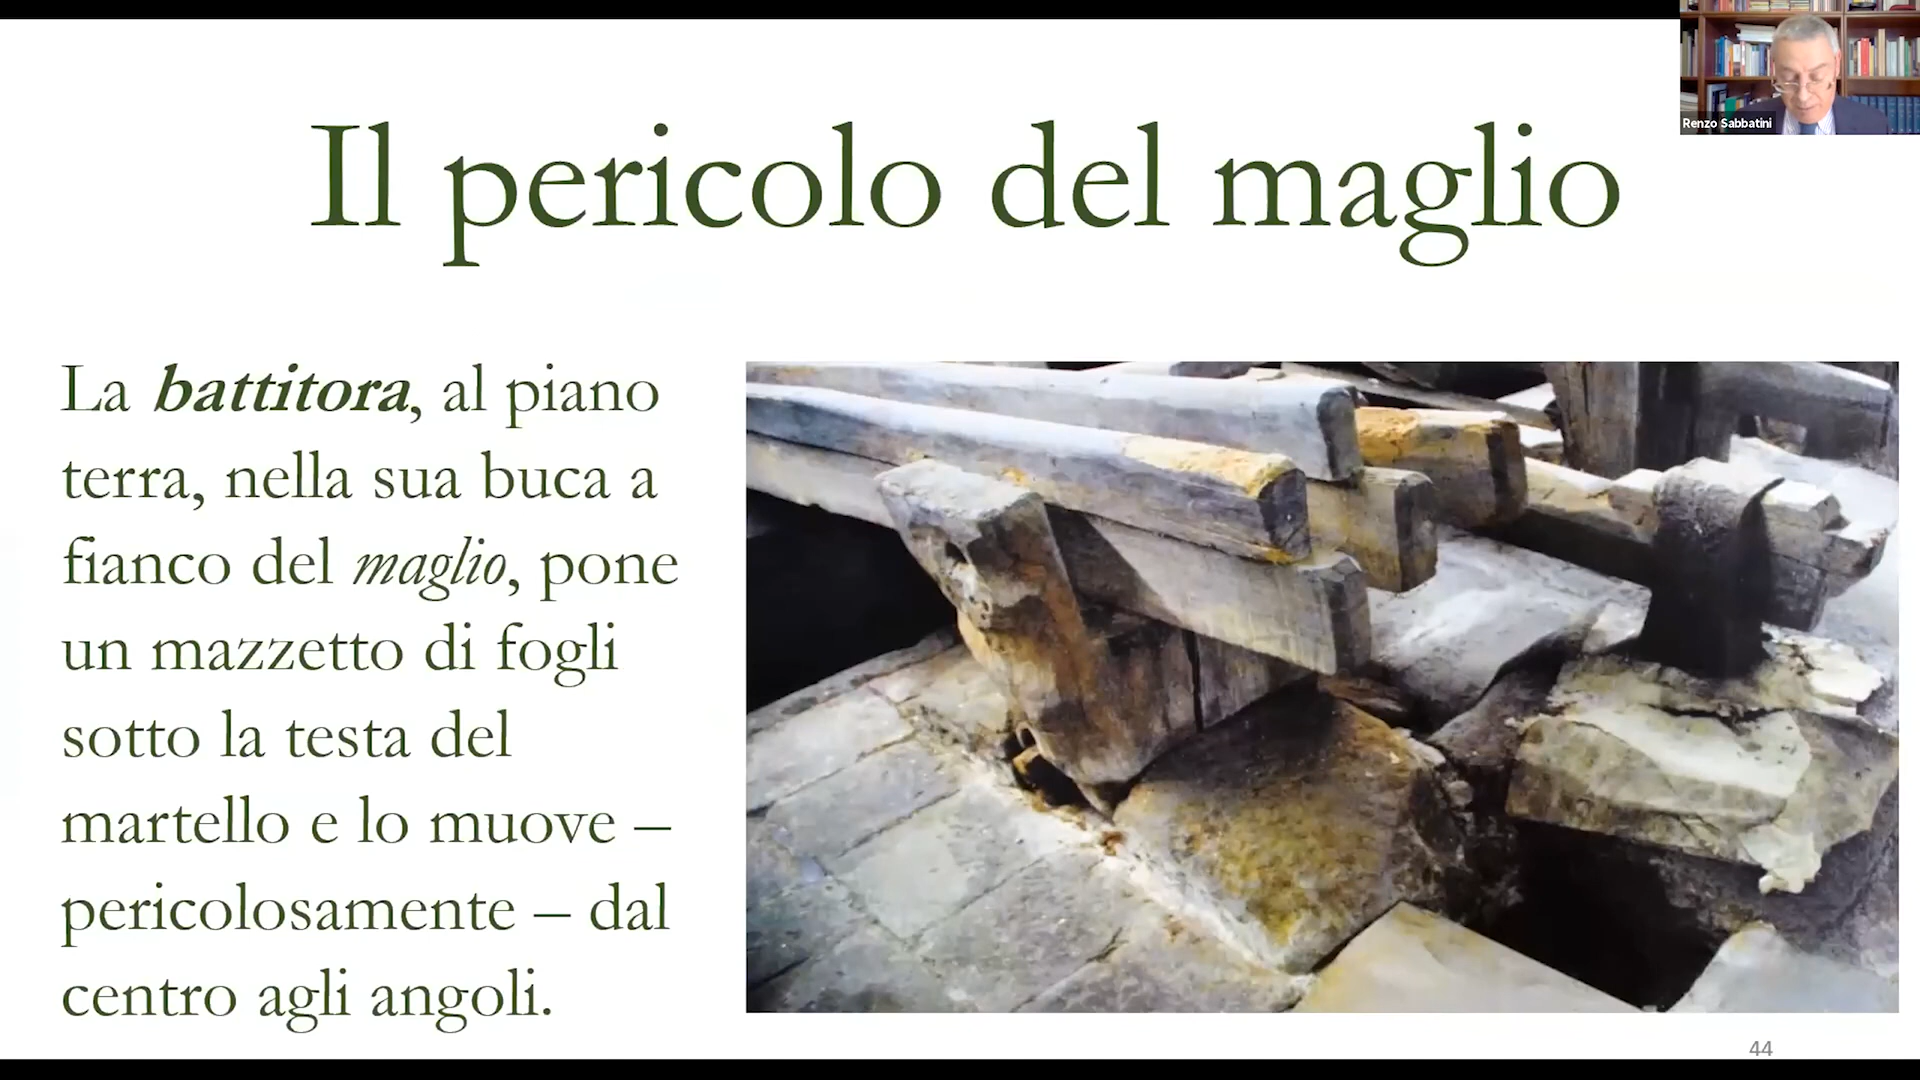 Renzo Sabbatini
Il pericolo del maglio
La battitora, al piano
terra, nella sua buca a
fianco del maglio, pone
un mazzetto di fogli
sotto la testa del
martello e lo muove –
pericolosamente – dal
centro agli angoli.
44